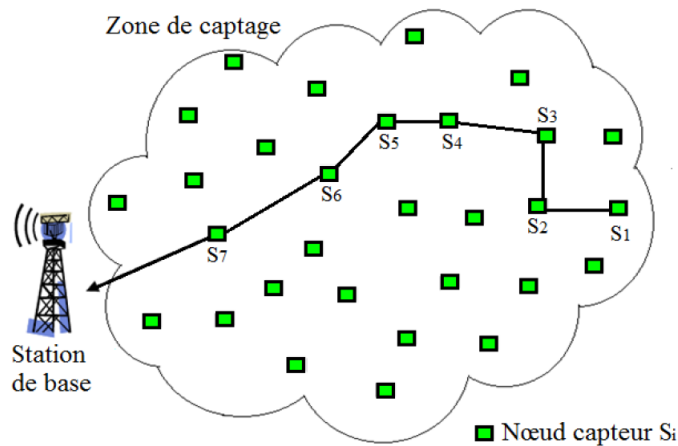 Zone de captage
S3
S5
S4
S6
S2
S1
S7
Station
de base
Nœud capteur Si